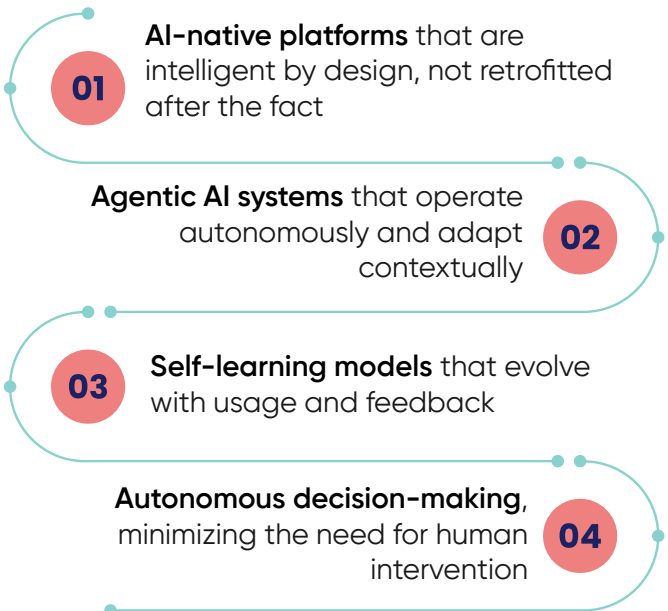 01
AI-native platforms that are
intelligent by design, not retrofitted
after the fact
Agentic AI systems that operate
autonomously and adapt
contextually
02
03
Self-learning models that evolve
with usage and feedback
Autonomous decision-making,
minimizing the need for human
intervention
04